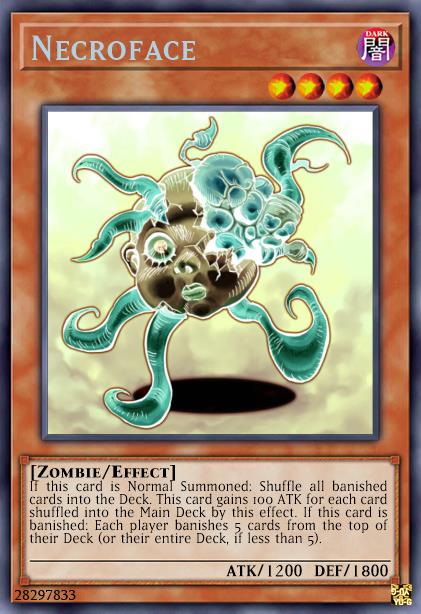 NECROFACE
DARK
闇
[ZOMBIE/EFFECT]
If this card is Normal Summoned: Shuffle all banished
cards into the Deck. This card gains 100 ATK for each card
shuffled into the Main Deck by this effect. If this card is
banished: Each player banishes 5 cards from the top of
their Deck (or their entire Deck, if less than 5).
ATK/1200 DEF/1800
28297833